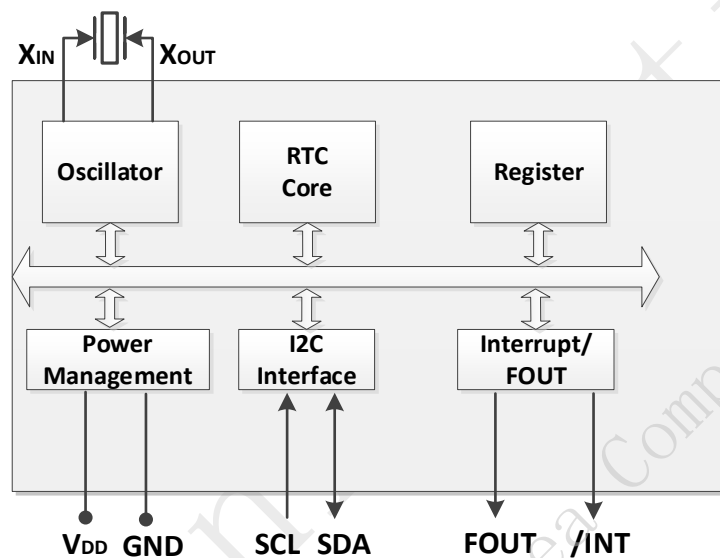 XIN XOUT
Oscillator
RTC
Core
Register
Power
Management
I2C
Interface
Interrupt/
FOUT
VDD GND SCL SDA FOUT /INT